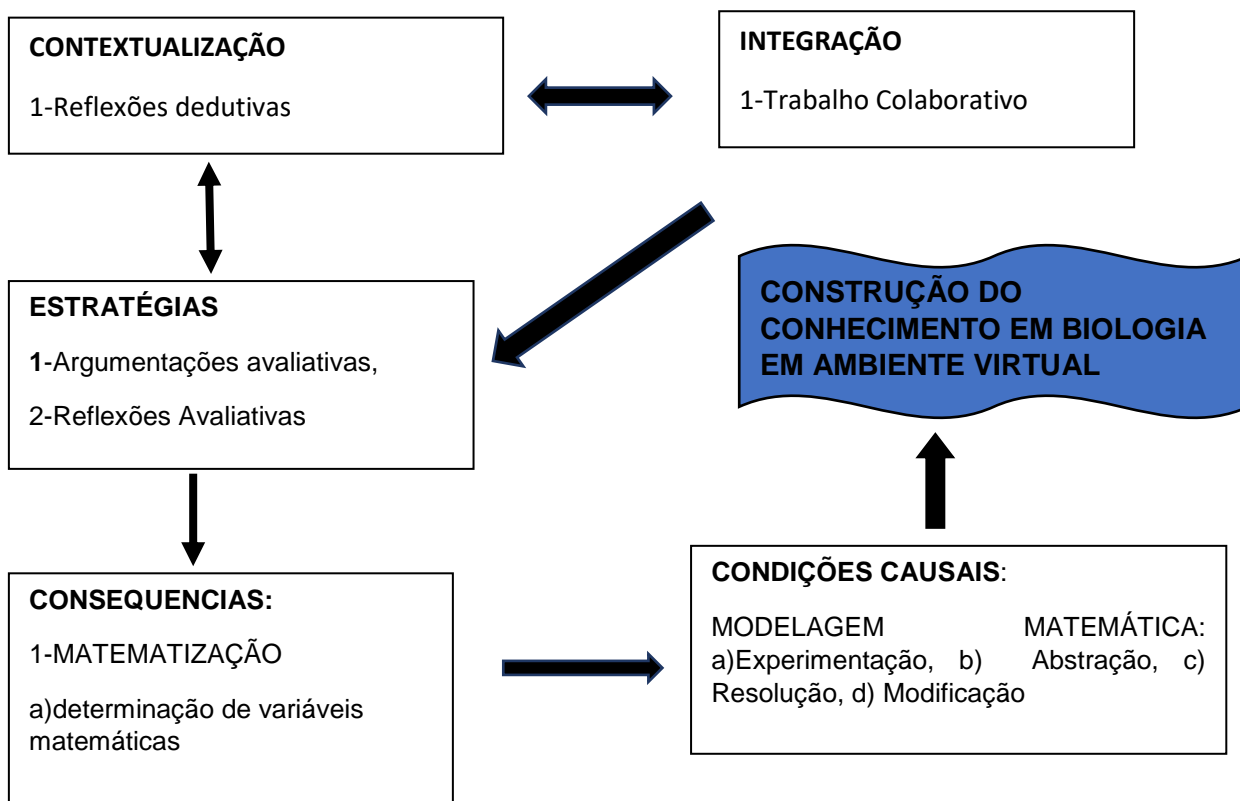 CONTEXTUALIZAÇÃO
1-Reflexões dedutivas
INTEGRAÇÃO
1-Trabalho Colaborativo
ESTRATÉGIAS
1-Argumentações avaliativas,
2-Reflexões Avaliativas
CONSTRUÇÃO DO
CONHECIMENTO EM BIOLOGIA
EM AMBIENTE VIRTUAL
CONSEQUENCIAS:
1-MATEMATIZAÇÃO
a)determinação de variáveis
matemáticas
CONDIÇÕES CAUSAIS:
MODELAGEM MATEMÁTICA:
a)Experimentação, b) Abstração, c)
Resolução, d) Modificação